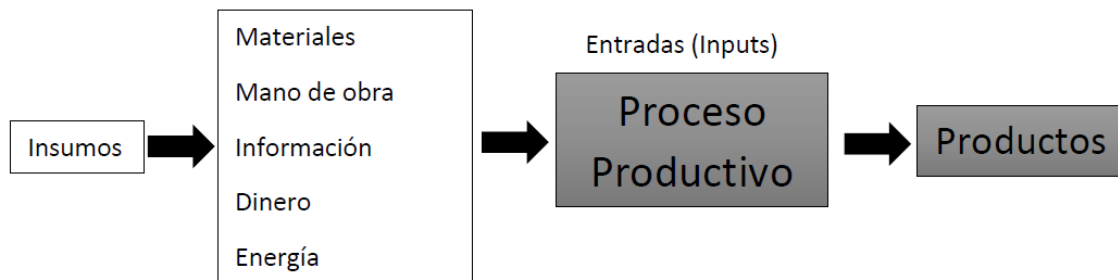 Insumos
Materiales
Mano de obra
Información
Dinero
Energía
Entradas (Inputs)
Proceso
Productivo
Productos